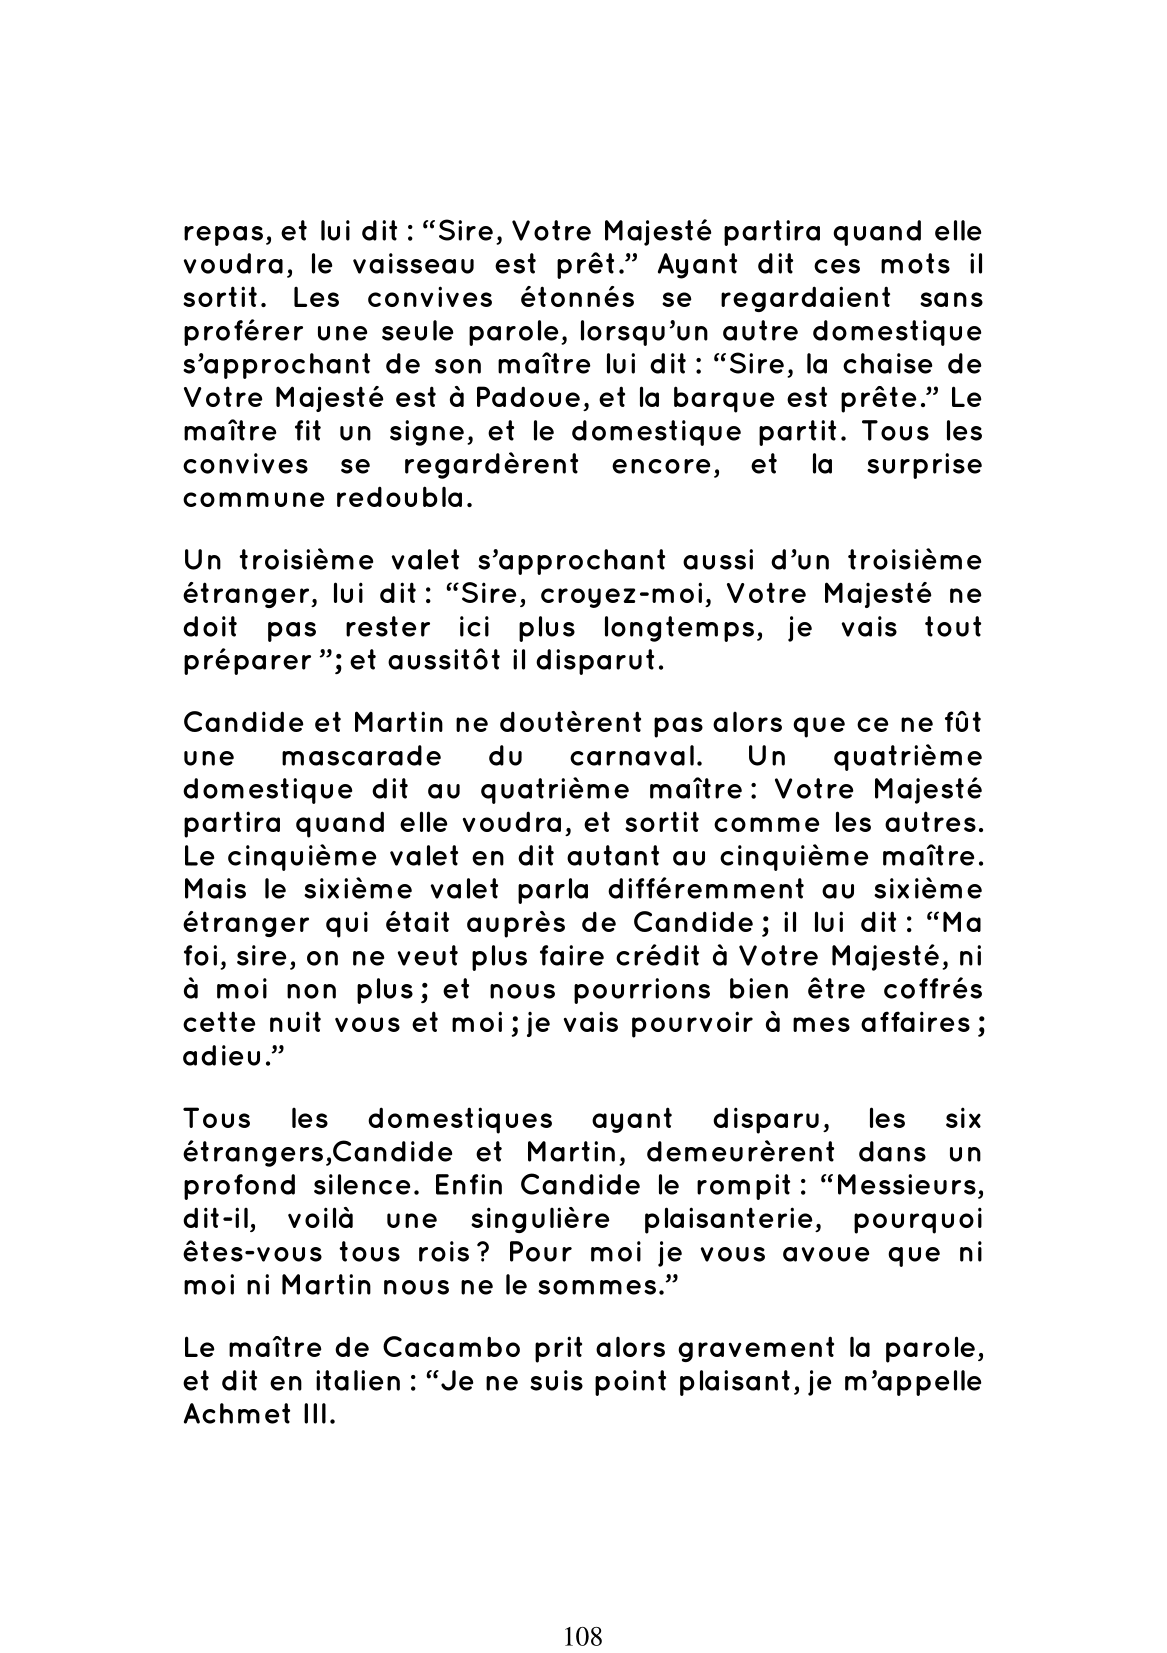 repas, et lui dit : “Sire, Votre Majesté partira quand elle
voudra, le vaisseau est prêt.” Ayant dit ces mots il
sortit. Les convives étonnés se regardaient sans
proférer une seule parole, lorsqu’un autre domestique
s’approchant de son maître lui dit : “Sire, la chaise de
Votre Majesté est à Padoue, et la barque est prête.” Le
maître fit un signe, et le domestique partit. Tous les
convives se regardèrent encore, et la surprise
commune redoubla.
Un troisième valet s’approchant aussi d’un troisième
étranger, lui dit : “Sire, croyez-moi, Votre Majesté ne
doit pas rester ici plus longtemps, je vais tout
préparer ”; et aussitôt il disparut.
Candide et Martin ne doutèrent pas alors que ce ne fût
une mascarade du carnaval. Un quatrième
domestique dit au quatrième maître : Votre Majesté
partira quand elle voudra, et sortit comme les autres.
Le cinquième valet en dit autant au cinquième maître.
Mais le sixième valet parla différemment au sixième
étranger qui était auprès de Candide ; il lui dit : “Ma
foi, sire, on ne veut plus faire crédit à Votre Majesté, ni
à moi non plus ; et nous pourrions bien être coffrés
cette nuit vous et moi ; je vais pourvoir à mes affaires ;
adieu.”
Tous les domestiques ayant disparu, les six
étrangers,Candide et Martin, demeurèrent dans un
profond silence. Enfin Candide le rompit : “Messieurs,
dit-il, voilà une singulière plaisanterie, pourquoi
êtes-vous tous rois ? Pour moi je vous avoue que ni
moi ni Martin nous ne le sommes.”
Le maître de Cacambo prit alors gravement la parole,
et dit en italien : “Je ne suis point plaisant, je m’appelle
Achmet III.
108